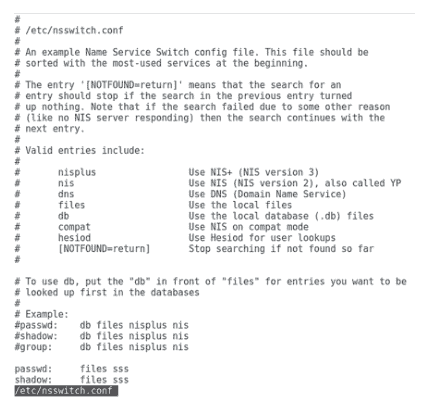 #
# /etc/nsswitch.conf
#
# An example Name Service Switch config file. This file should be
# sorted with the most-used services at the beginning.
#
# The entry '[NOTFOUND=return]' means that the search for an
# entry should stop if the search in the previous entry turned
# up nothing. Note that if the search failed due to some other reason
# (like no NIS server responding) then the search continues with the
# next entry.
#
# Valid entries include:
#
#       nisplus                 Use NIS+ (NIS version 3)
#       nis                     Use NIS (NIS version 2), also called YP
#       dns                     Use DNS (Domain Name Service)
#       files                   Use the local files
#       db                      Use the local database (.db) files
#       compat                  Use NIS on compat mode
#       hesiod                  Use Hesiod for user lookups
#       [NOTFOUND=return]       Stop searching if not found so far
#

# To use db, put the "db" in front of "files" for entries you want to be
# looked up first in the databases
#
# Example:
#passwd:    db files nisplus nis
#shadow:    db files nisplus nis
#group:     db files nisplus nis

passwd:     files sss
shadow:     files sss
/etc/nsswitch.conf